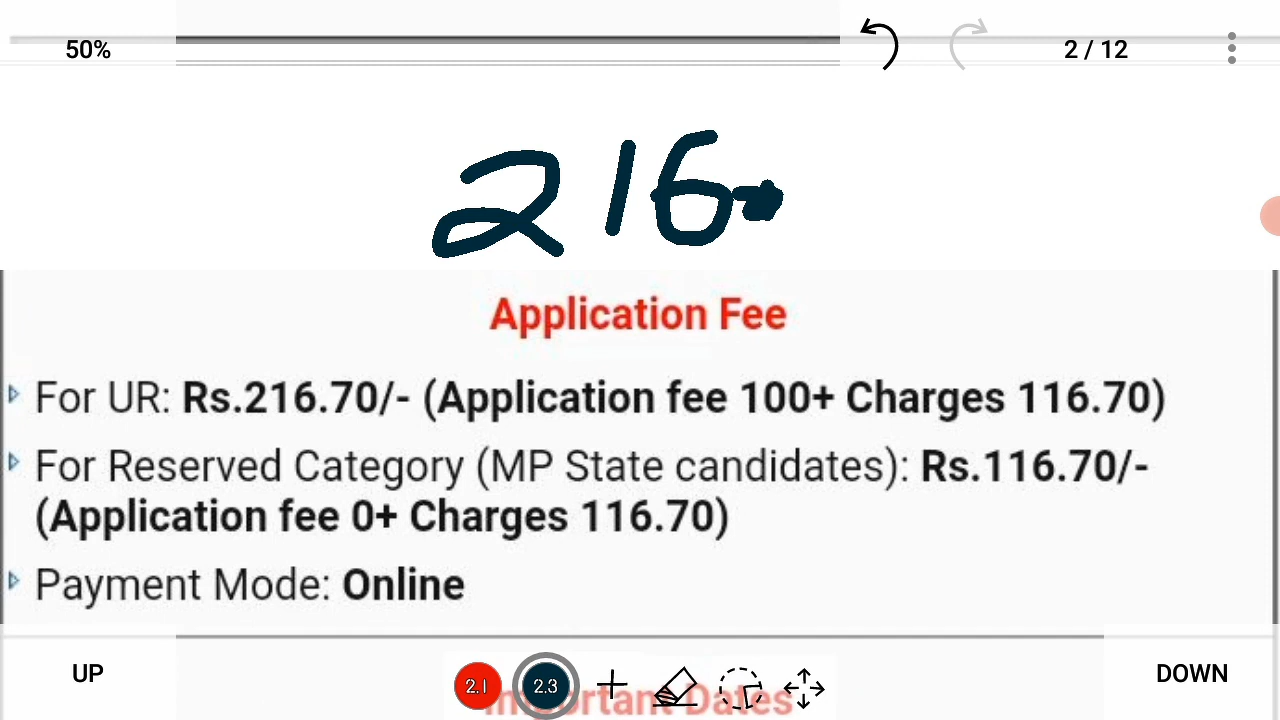 50%
2 / 12
216
Application Fee
For UR: Rs.216.70/- (Application fee 100+ Charges 116.70)
For Reserved Category (MP State candidates): Rs.116.70/-
(Application fee 0+ Charges 116.70)
Payment Mode: Online
UP
2.1
2.3
DOWN
Important Dates